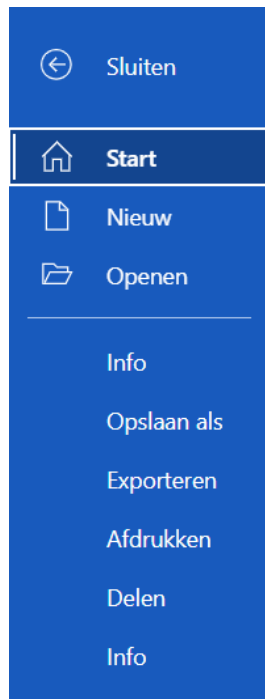 Sluiten
Start
Nieuw
Openen
Info
Opslaan als
Exporteren
Afdrukken
Delen
Info